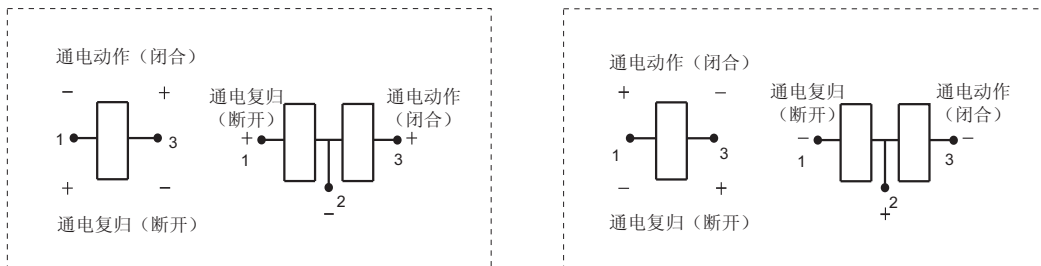 通电动作（闭合）
− +
1 3
+ −
通电复归（断开）
通电复归
（断开）
通电动作
（闭合）
+ +
1 3
2
−
通电动作（闭合）
+ −
1 3
− +
通电复归（断开）
通电复归
（断开）
通电动作
（闭合）
− −
1 3
2
+